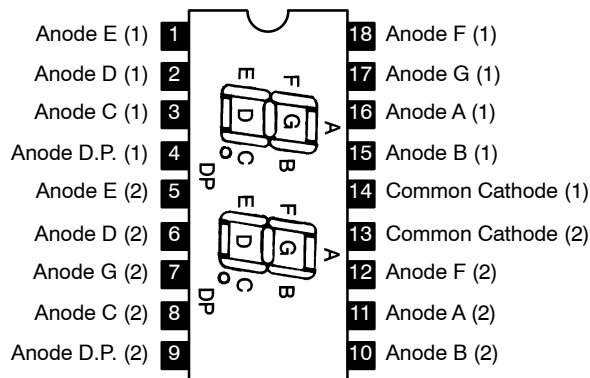 Anode E (1) 1 18 Anode F (1)
Anode D (1) 2 17 Anode G (1)
Anode C (1) 3 16 Anode A (1)
Anode D.P. (1) 4 15 Anode B (1)
Anode E (2) 5 14 Common Cathode (1)
Anode D (2) 6 13 Common Cathode (2)
Anode G (2) 7 12 Anode F (2)
Anode C (2) 8 11 Anode A (2)
Anode D.P. (2) 9 10 Anode B (2)
E F
D G A
C B
DP
E F
D G A
C B
DP